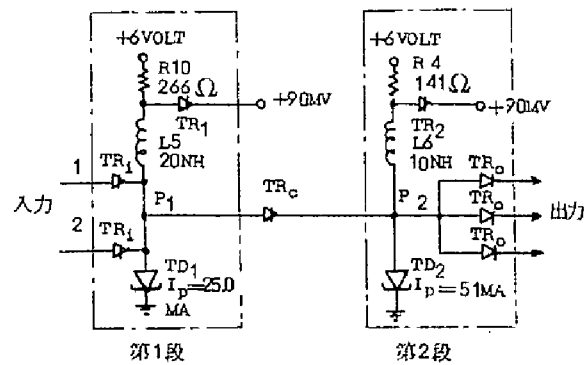 +6VOLT
R10
266Ω
+90MV
TR1
L5
20NH
1
TRi
入力
P1
2
TRi
TD1
Ip=25.0
MA
第1段
TRc
+6VOLT
R4
141Ω
+90MV
TR2
L6
10NH
P
2
TRo
TRo
TRo
出力
TD2
Ip=51MA
第2段